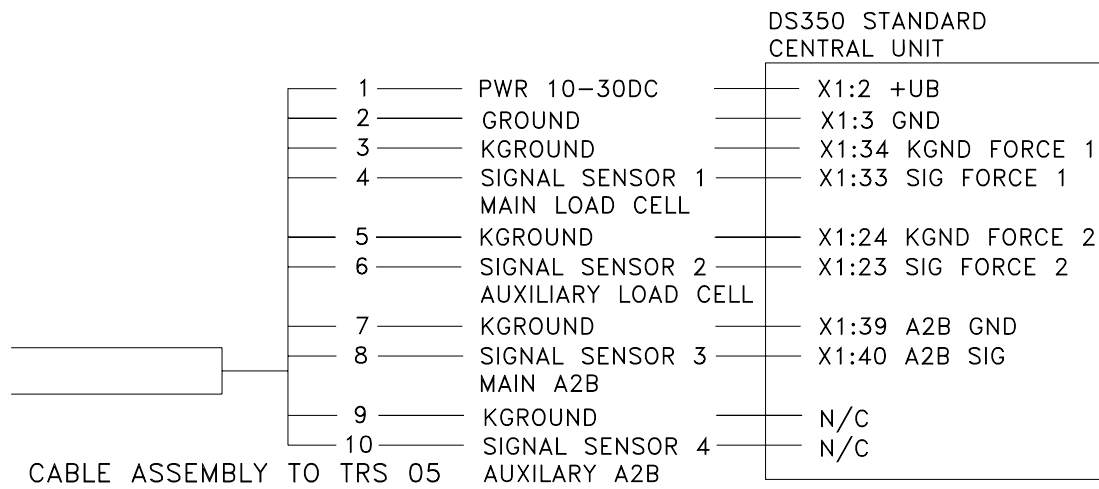 DS350 STANDARD
CENTRAL UNIT
1 PWR 10-30DC X1:2 +UB
2 GROUND X1:3 GND
3 KGROUND X1:34 KGND FORCE 1
4 SIGNAL SENSOR 1 X1:33 SIG FORCE 1
MAIN LOAD CELL
5 KGROUND X1:24 KGND FORCE 2
6 SIGNAL SENSOR 2 X1:23 SIG FORCE 2
AUXILIARY LOAD CELL
7 KGROUND X1:39 A2B GND
8 SIGNAL SENSOR 3 X1:40 A2B SIG
MAIN A2B
9 KGROUND N/C
10 SIGNAL SENSOR 4 N/C
CABLE ASSEMBLY TO TRS 05 AUXILARY A2B